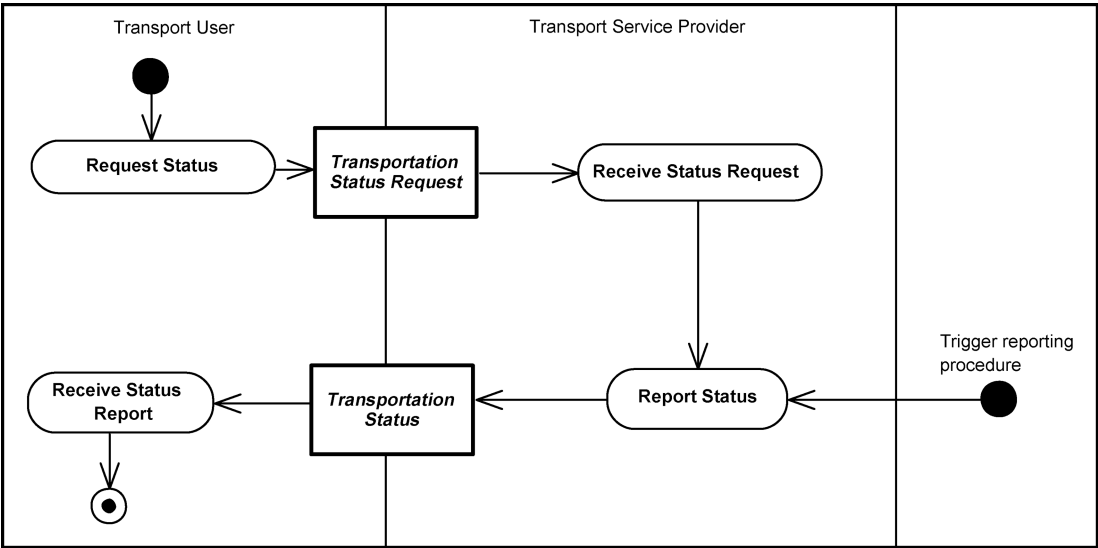 Transport User
Transport Service Provider
Request Status
Transportation
Status Request
Receive Status Request
Trigger reporting
procedure
Receive Status
Report
Transportation
Status
Report Status